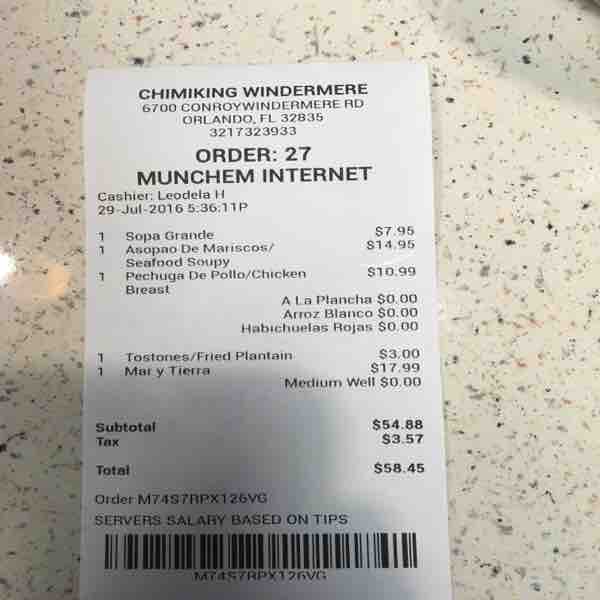 CHIMIKING WINDERMERE
6700 CONROYWINDERMERE RD
ORLANDO, FL 32835
3217323933
ORDER: 27
MUNCHEM INTERNET
Cashier: Leodela H
29-Jul-2016 5:36:11P
1 Sopa Grande $7.95
1 Asopao De Mariscos/ $14.95
Seafood Soupy
1 Pechuga De Pollo/Chicken $10.99
Breast
A La Plancha $0.00
Arroz Blanco $0.00
Habichuelas Rojas $0.00
1 Tostones/Fried Plantain $3.00
1 Mar y Tierra $17.99
Medium Well $0.00
Subtotal $54.88
Tax $3.57
Total $58.45
Order M74S7RPX126VG
SERVERS SALARY BASED ON TIPS
M74S7RPX126VG